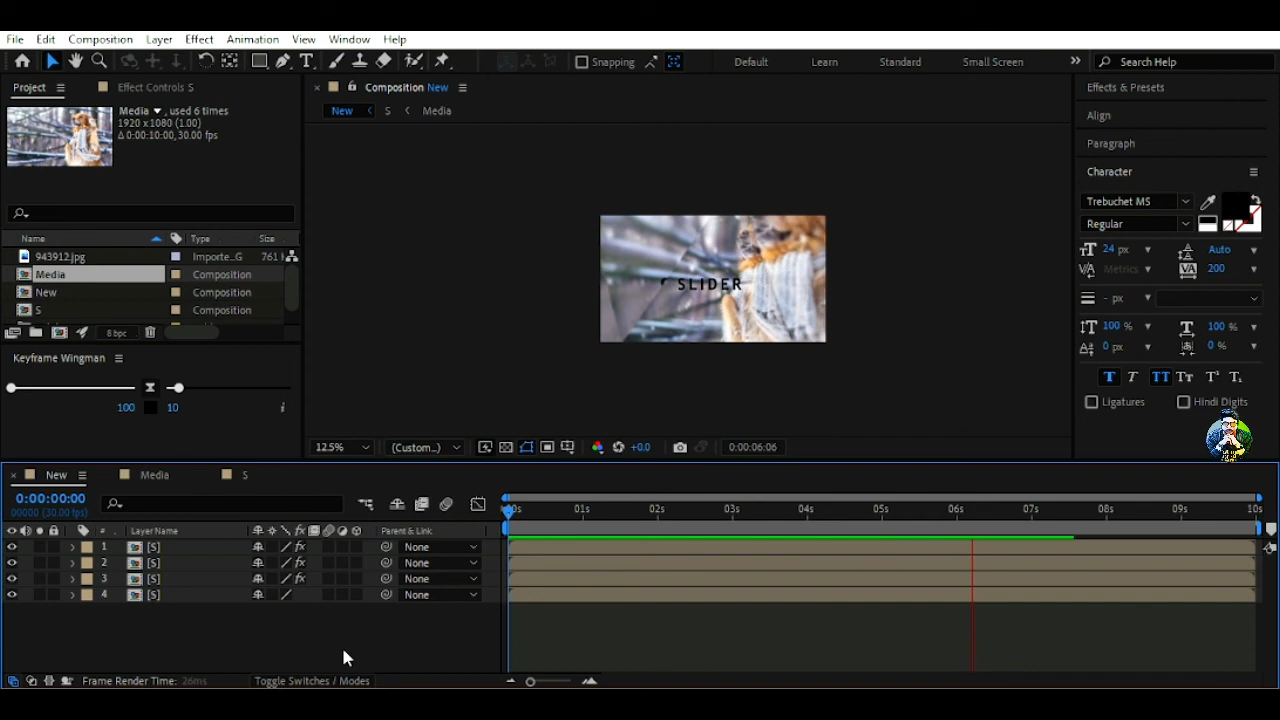 File Edit Composition Layer Effect Animation View Window Help
Snapping Default Learn Standard Small Screen » Search Help
Project Effect Controls S
Media , used 6 times
1920 x 1080 (1.00)
Δ 0:00:10:00, 30.00 fps
Name Type Size
943912.jpg Importe...G 761
Media Composition
New Composition
S Composition
8 bpc
Keyframe Wingman
100 10
× Composition New
New < S < Media
SLIDER
12.5% (Custom...) +0.0 0:00:06:06
Effects & Presets
Align
Paragraph
Character
Trebuchet MS
Regular
24 px Auto
Metrics 200
- px
100 % 100 %
0 px 0 %
Ligatures Hindi Digits
× New Media S
0:00:00:00
00000 (30.00 fps)
01s 02s 03s 04s 05s 06s 07s 08s 09s 10s
# Layer Name Parent & Link
1 [S] None
2 [S] None
3 [S] None
4 [S] None
Frame Render Time: 26ms Toggle Switches / Modes